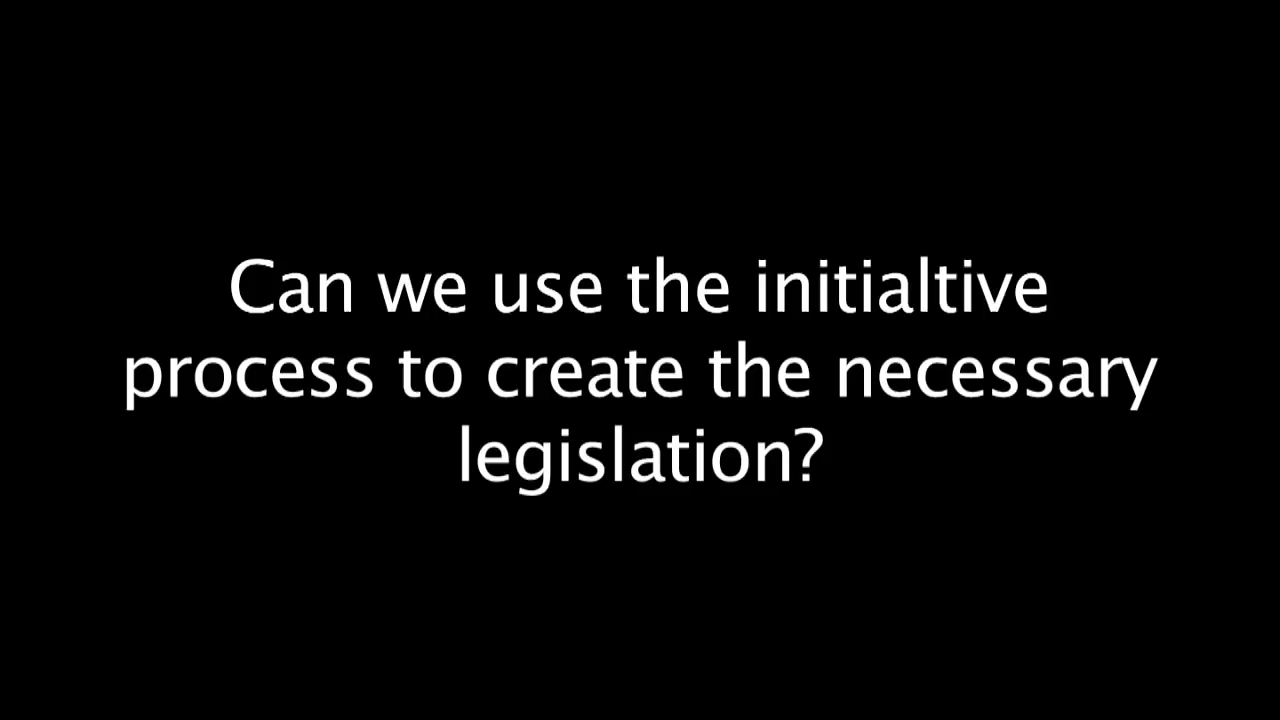 Can we use the initialtive
process to create the necessary
legislation?